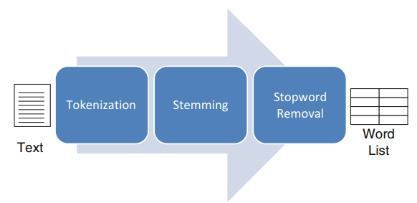 Text
Tokenization
Stemming
Stopword
Removal
Word
List